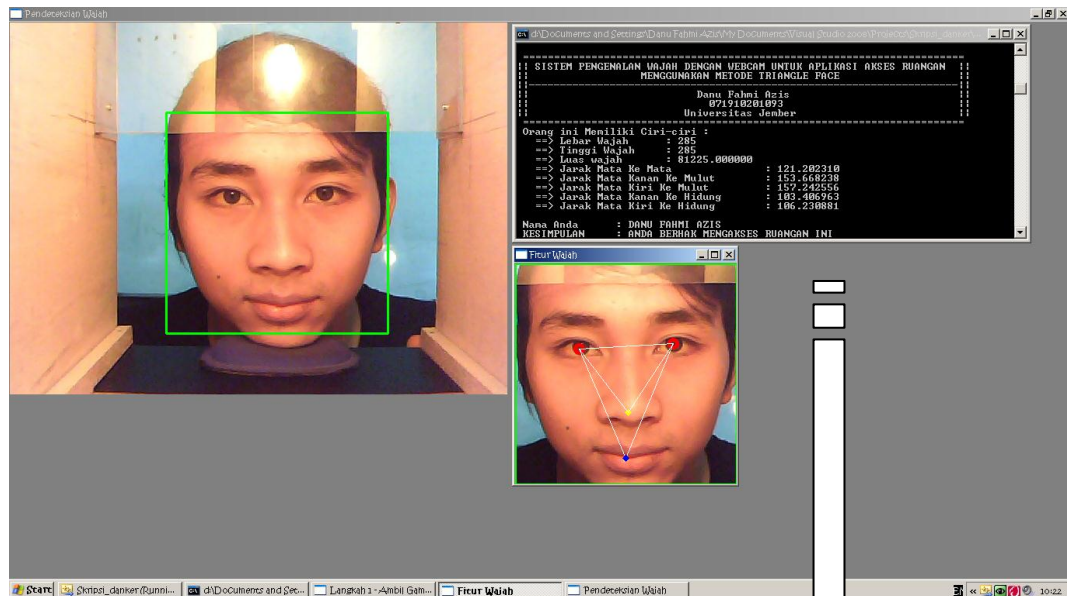 Pendeteksian Wajah
d:\Documents and Settings\Danu Fahmi Aziz\My Documents\Visual Studio 2008\Projects\Skripsi_danker\...
|| SISTEM PENGENALAN WAJAH DENGAN WEBCAM UNTUK APLIKASI AKSES RUANGAN ||
|| MENGGUNAKAN METODE TRIANGLE FACE ||
|| Danu Fahmi Azis ||
|| 071910201093 ||
|| Universitas Jember ||
Orang ini Memiliki Ciri-ciri :
==> Lebar Wajah : 285
==> Tinggi Wajah : 285
==> Luas wajah : 81225.000000
==> Jarak Mata Ke Mata : 121.202310
==> Jarak Mata Kanan Ke Mulut : 153.668238
==> Jarak Mata Kiri Ke Mulut : 157.242556
==> Jarak Mata Kanan Ke Hidung : 103.406963
==> Jarak Mata Kiri Ke Hidung : 106.230881
Nama Anda : DANU FAHMI AZIS
KESIMPULAN : ANDA BERHAK MENGAKSES RUANGAN INI
Fitur Wajah
Start
Skripsi_danker (Runni...
d:\Documents and Set...
Langkah 1 - Ambil Gam...
Fitur Wajah
Pendeteksian Wajah
EN
10:22